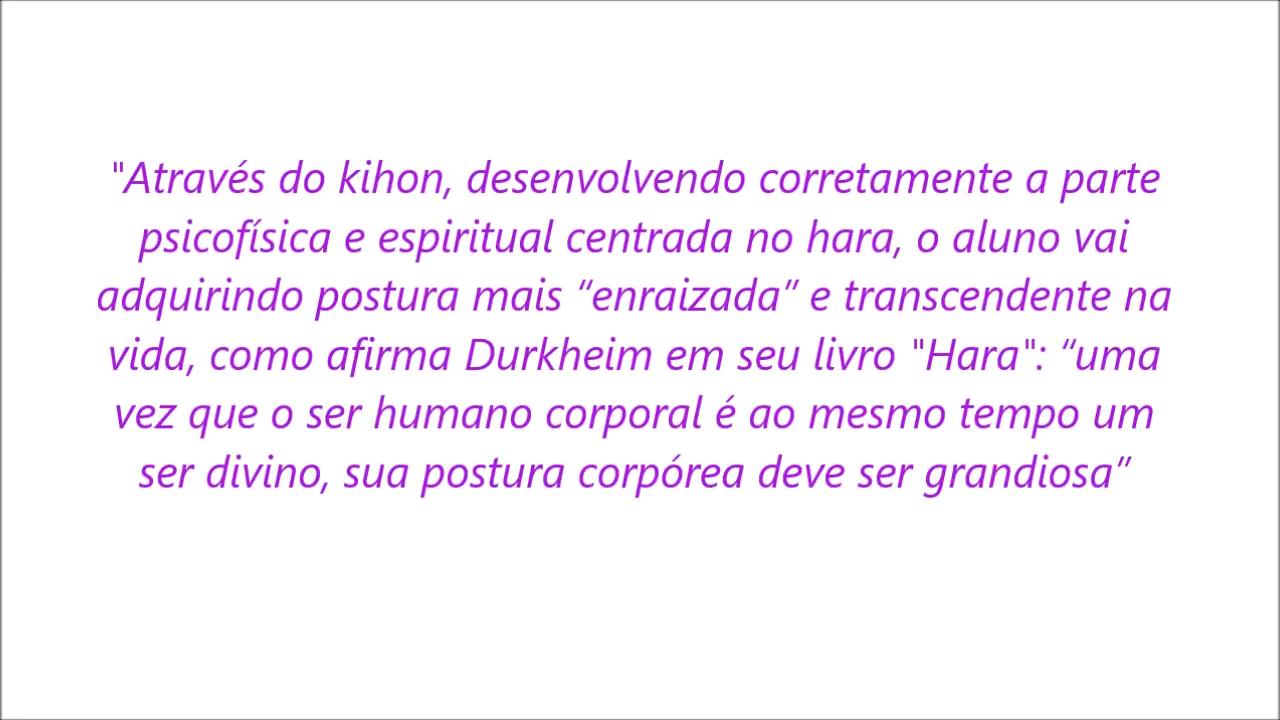 "Através do kihon, desenvolvendo corretamente a parte
psicofísica e espiritual centrada no hara, o aluno vai
adquirindo postura mais “enraizada” e transcendente na
vida, como afirma Durkheim em seu livro "Hara": “uma
vez que o ser humano corporal é ao mesmo tempo um
ser divino, sua postura corpórea deve ser grandiosa”